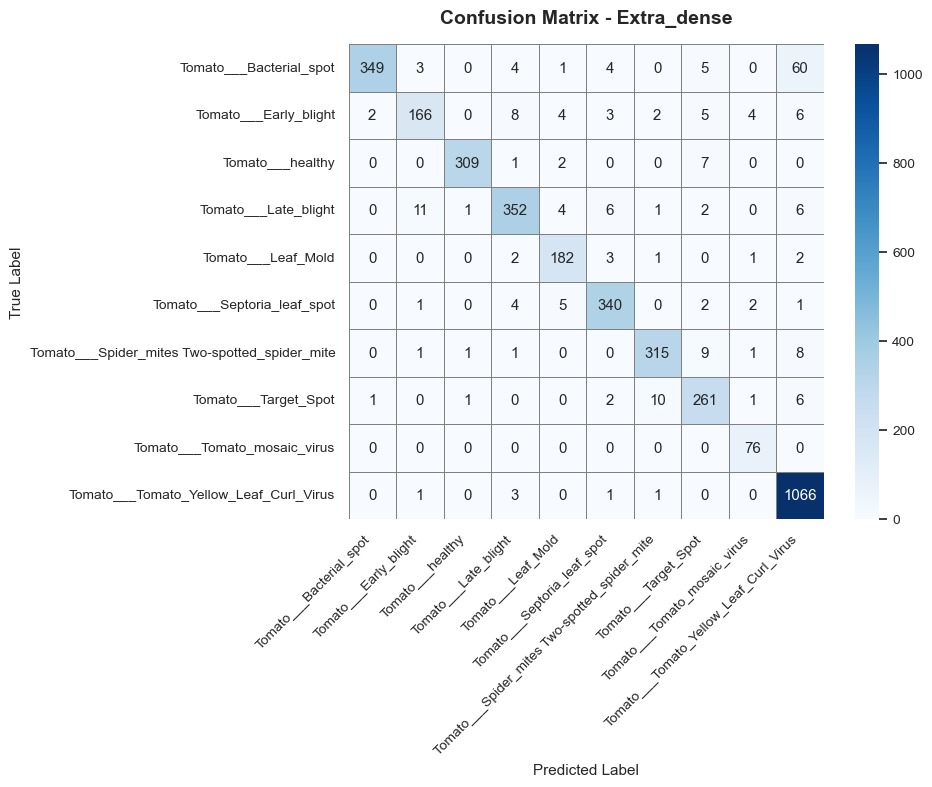 Confusion Matrix - Extra_dense
True Label
Tomato___Bacterial_spot 349 3 0 4 1 4 0 5 0 60
Tomato___Early_blight 2 166 0 8 4 3 2 5 4 6
Tomato___healthy 0 0 309 1 2 0 0 7 0 0
Tomato___Late_blight 0 11 1 352 4 6 1 2 0 6
Tomato___Leaf_Mold 0 0 0 2 182 3 1 0 1 2
Tomato___Septoria_leaf_spot 0 1 0 4 5 340 0 2 2 1
Tomato___Spider_mites Two-spotted_spider_mite 0 1 1 1 0 0 315 9 1 8
Tomato___Target_Spot 1 0 1 0 0 2 10 261 1 6
Tomato___Tomato_mosaic_virus 0 0 0 0 0 0 0 0 76 0
Tomato___Tomato_Yellow_Leaf_Curl_Virus 0 1 0 3 0 1 1 0 0 1066
Tomato___Bacterial_spot
Tomato___Early_blight
Tomato___healthy
Tomato___Late_blight
Tomato___Leaf_Mold
Tomato___Septoria_leaf_spot
Tomato___Spider_mites Two-spotted_spider_mite
Tomato___Target_Spot
Tomato___Tomato_mosaic_virus
Tomato___Tomato_Yellow_Leaf_Curl_Virus
Predicted Label
1000
800
600
400
200
0